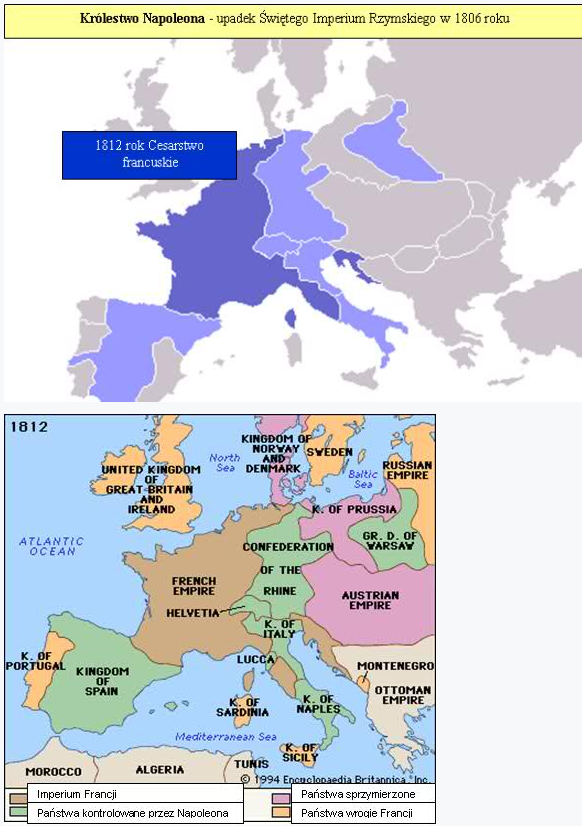 Królestwo Napoleona - upadek Świętego Imperium Rzymskiego w 1806 roku
1812 rok Cesarstwo
francuskie
1812
KINGDOM OF
NORWAY
AND
DENMARK
SWEDEN
North
Sea
Baltic
Sea
RUSSIAN
EMPIRE
UNITED KINGDOM
OF
GREAT BRITAIN
AND
IRELAND
K. OF PRUSSIA
GR. D. OF
WARSAW
ATLANTIC
OCEAN
CONFEDERATION
OF THE
RHINE
FRENCH
EMPIRE
AUSTRIAN
EMPIRE
HELVETIA
K. OF
ITALY
LUCCA
K. OF
PORTUGAL
KINGDOM
OF
SPAIN
MONTENEGRO
OTTOMAN
EMPIRE
K. OF
SARDINIA
K. OF
NAPLES
Mediterranean Sea
K. OF
SICILY
MOROCCO
ALGERIA
TUNIS
© 1994 Encyclopaedia Britannica, Inc.
Imperium Francji
Państwa sprzymierzone
Państwa kontrolowane przez Napoleona
Państwa wrogie Francji